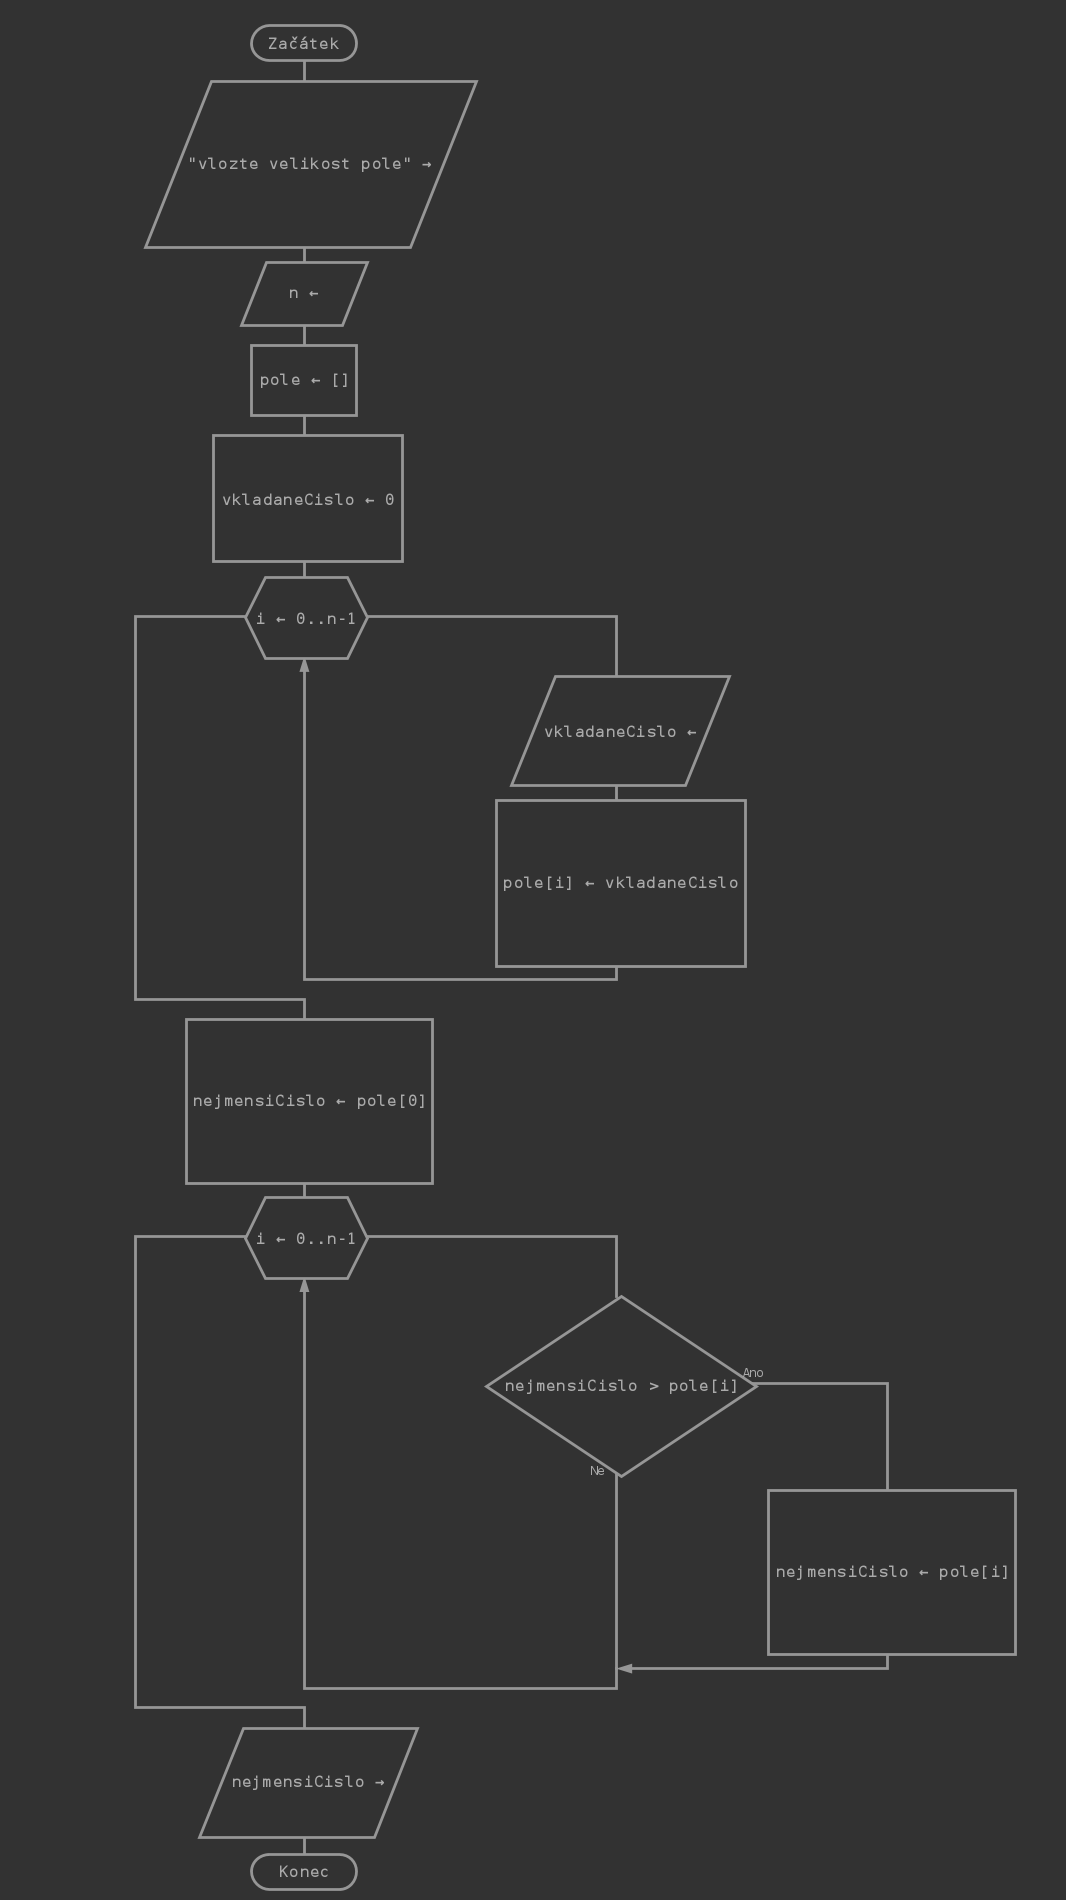 Začátek
"vlozte velikost pole" →
n ←
pole ← []
vkladaneCislo ← 0
i ← 0..n-1
vkladaneCislo ←
pole[i] ← vkladaneCislo
nejmensiCislo ← pole[0]
i ← 0..n-1
nejmensiCislo > pole[i]
Ano
Ne
nejmensiCislo ← pole[i]
nejmensiCislo →
Konec